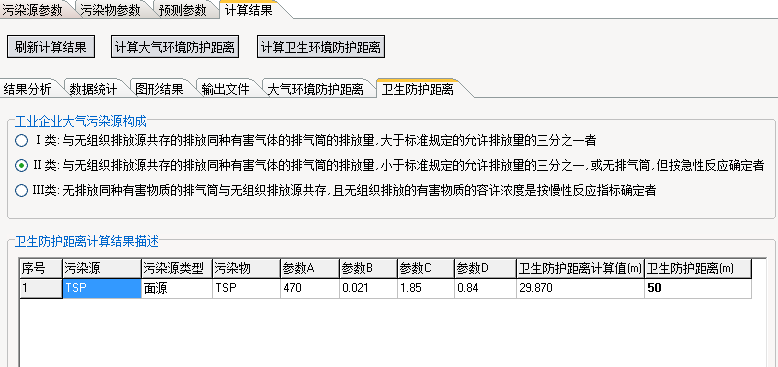 污染源参数 污染物参数 预测参数 计算结果
刷新计算结果 计算大气环境防护距离 计算卫生环境防护距离
结果分析 数据统计 图形结果 输出文件 大气环境防护距离 卫生防护距离
工业企业大气污染源构成
I 类: 与无组织排放源共存的排放同种有害气体的排气筒的排放量,大于标准规定的允许排放量的三分之一者
II 类: 与无组织排放源共存的排放同种有害气体的排气筒的排放量,小于标准规定的允许排放量的三分之一,或无排气筒,但按急性反应确定者
III类: 无排放同种有害物质的排气筒与无组织排放源共存,且无组织排放的有害物质的容许浓度是按慢性反应指标确定者
卫生防护距离计算结果描述
序号 污染源 污染源类型 污染物 参数A 参数B 参数C 参数D 卫生防护距离计算值(m) 卫生防护距离(m)
1 TSP 面源 TSP 470 0.021 1.85 0.84 29.870 50